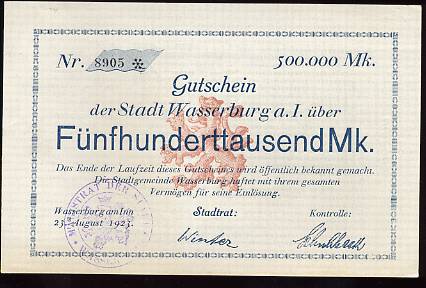 Nr. 8905 500.000 Mk.
Gutschein
der Stadt Wasserburg a. I. über
Fünfhunderttausend Mk.
Das Ende der Laufzeit dieses Gutscheines wird öffentlich bekannt gemacht.
Die Stadtgemeinde Wasserburg haftet mit ihrem gesamten
Vermögen für seine Einlösung.
Wasserburg am Inn Stadtrat: Kontrolle:
23. August 1923.
Winter